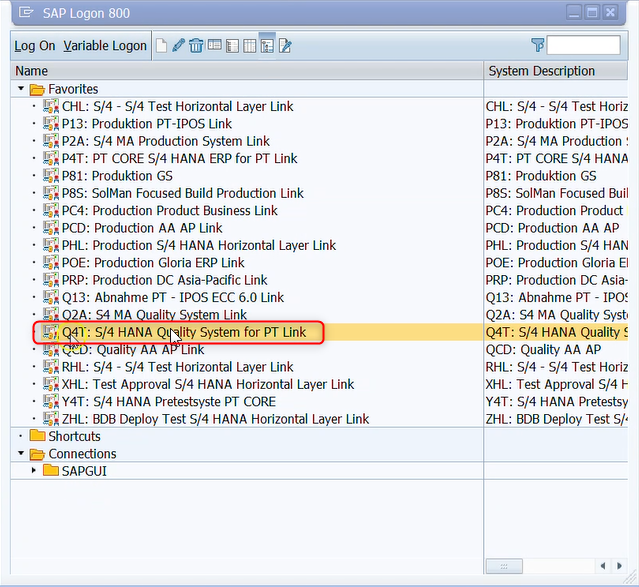 SAP Logon 800
Log On Variable Logon
Name System Description
Favorites
CHL: S/4 - S/4 Test Horizontal Layer Link CHL: S/4 - S/4 Test Horiz
P13: Produktion PT-IPOS Link P13: Produktion PT-IPOS
P2A: S/4 MA Production System Link P2A: S/4 MA Production S
P4T: PT CORE S/4 HANA ERP for PT Link P4T: PT CORE S/4 HANA
P81: Produktion GS P81: Produktion GS
P8S: SolMan Focused Build Production Link P8S: SolMan Focused Buil
PC4: Production Product Business Link PC4: Production Product
PCD: Production AA AP Link PCD: Production AA AP
PHL: Production S/4 HANA Horizontal Layer Link PHL: Production S/4 HAN
POE: Production Gloria ERP Link POE: Production Gloria ERP
PRP: Production DC Asia-Pacific Link PRP: Production DC Asia-P
Q13: Abnahme PT - IPOS ECC 6.0 Link Q13: Abnahme PT - IPOS
Q2A: S4 MA Quality System Link Q2A: S4 MA Quality Syst
Q4T: S/4 HANA Quality System for PT Link Q4T: S/4 HANA Quality S
QCD: Quality AA AP Link QCD: Quality AA AP
RHL: S/4 - S/4 Test Horizontal Layer Link RHL: S/4 - S/4 Test Horiz
XHL: Test Approval S/4 HANA Horizontal Layer Link XHL: Test Approval S/4 H
Y4T: S/4 HANA Pretestsyste PT CORE Y4T: S/4 HANA Pretestsy
ZHL: BDB Deploy Test S/4 HANA Horizontal Layer Link ZHL: BDB Deploy Test S/4
Shortcuts
Connections
SAPGUI